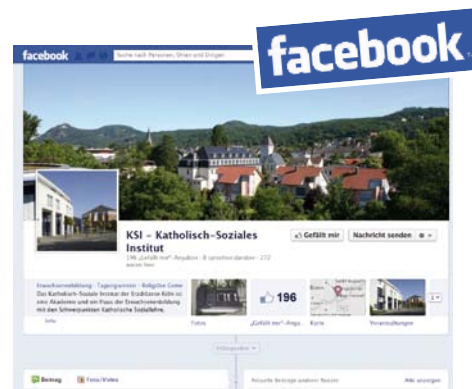 facebook
facebook
Suche nach Personen, Orten und Dingen
KSI – Katholisch-Soziales
Institut
Gefällt mir
Nachricht senden
196 „Gefällt mir"-Angaben · 8 sprechen darüber · 272
waren hier
Erwachsenenbildung · Tagungscenter · Religiöse
Das Katholisch-Soziale Institut der Erzdiözese Köln ist
eine Akademie und ein Haus der Erwachsenenbildung
mit den Schwerpunkten Katholische Soziallehre,
Info
196
Fotos
„Gefällt mir"-Anga...
Karte
Veranstaltungen
Beitrag
Foto/Video
Neueste Beiträge anderer Nutzer
Alle anzeigen